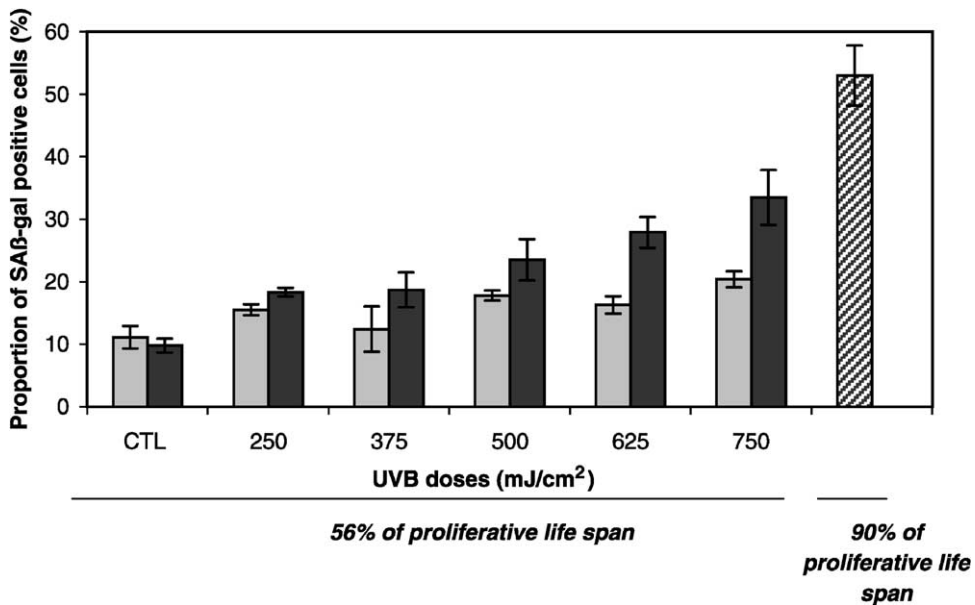 Proportion of SAß-gal positive cells (%)
60
50
40
30
20
10
0
CTL 250 375 500 625 750
UVB doses (mJ/cm²)
56% of proliferative life span
90% of
proliferative life
span